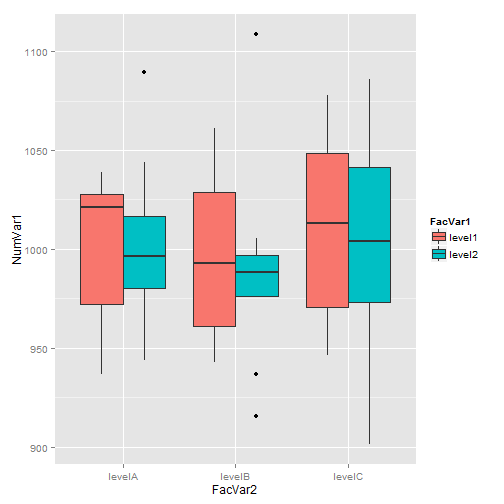 1100
1050
1000
950
900
NumVar1
levelA
levelB
levelC
FacVar2
FacVar1
level1
level2